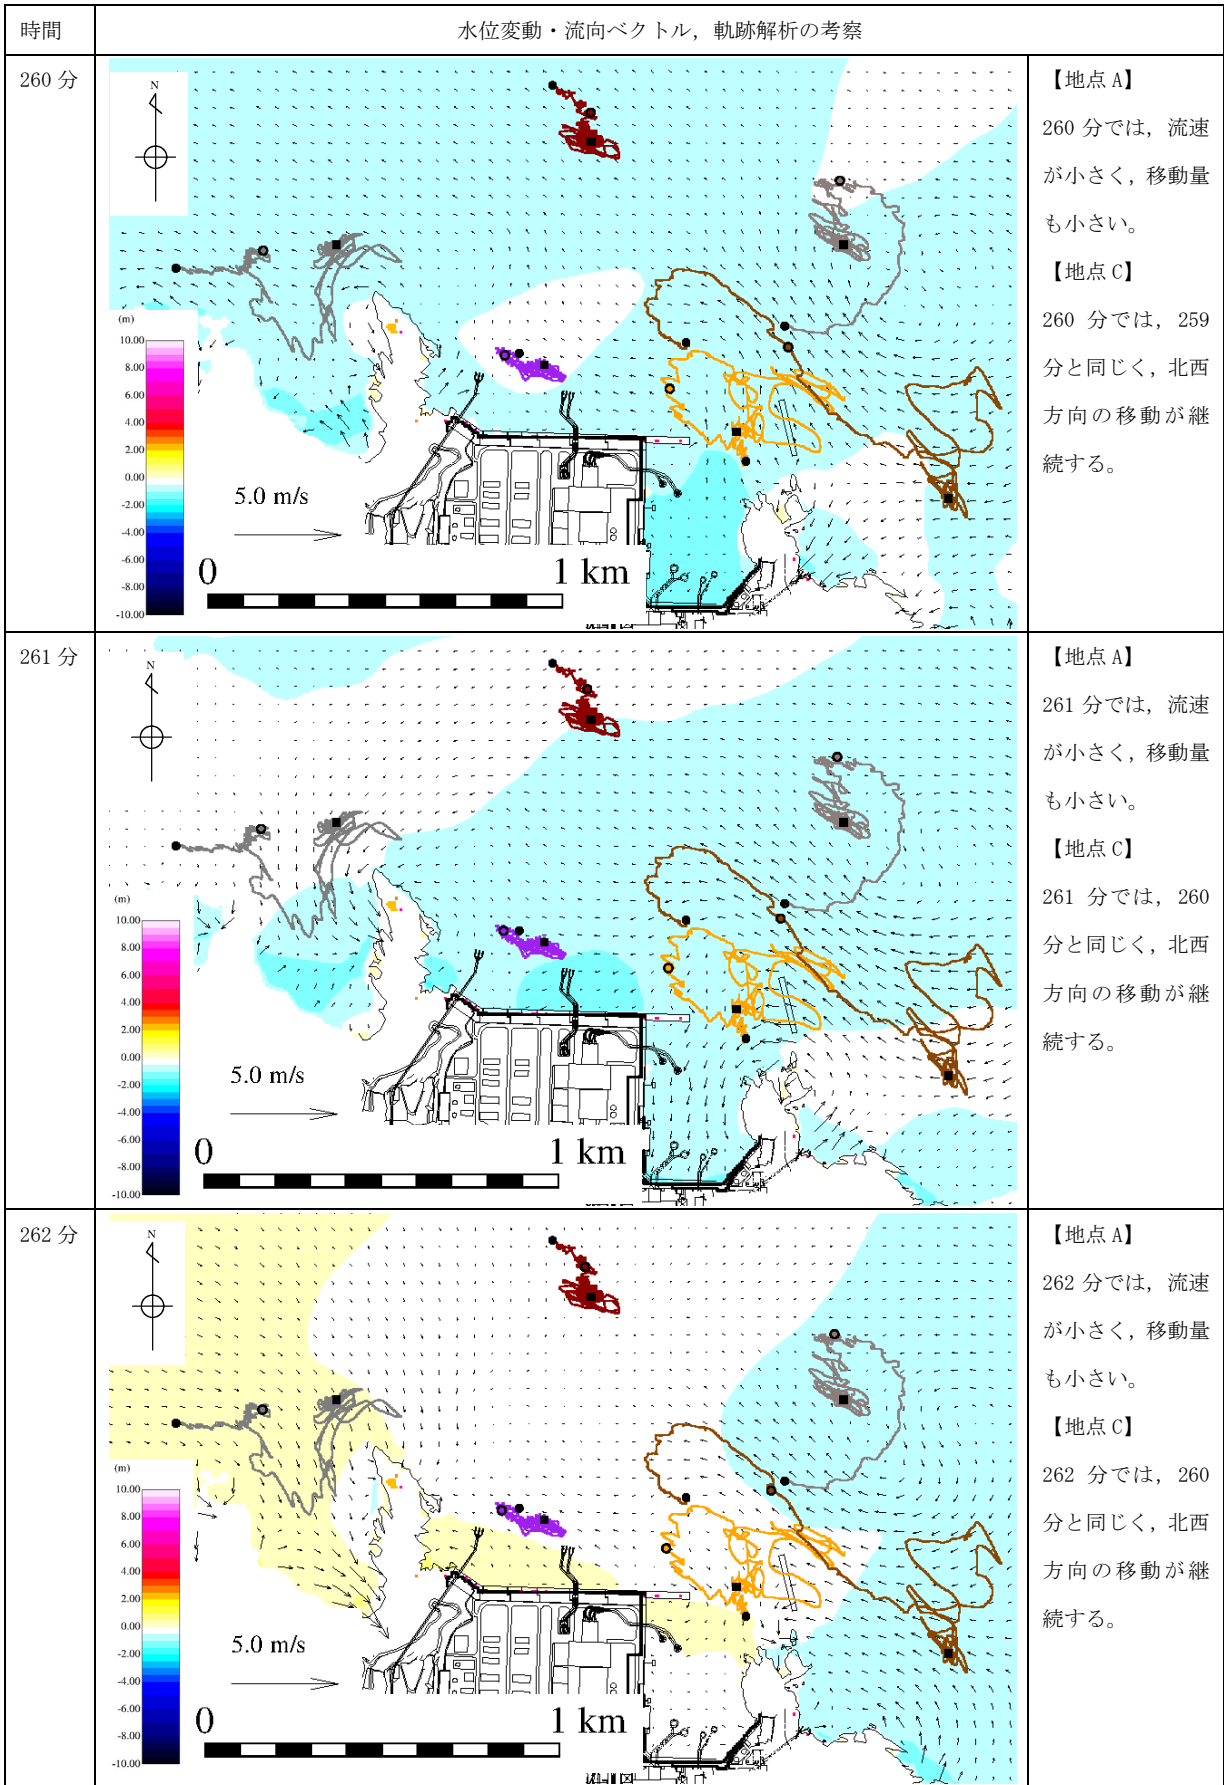 時間
水位変動・流向ベクトル，軌跡解析の考察
260 分
N
(m)
10.00
8.00
6.00
4.00
2.00
0.00
-2.00
-4.00
-6.00
-8.00
-10.00
5.0 m/s
0
1 km
【地点 A】
260 分では，流速
が小さく，移動量
も小さい。
【地点 C】
260 分では，259
分と同じく，北西
方向の移動が継
続する。
261 分
N
(m)
10.00
8.00
6.00
4.00
2.00
0.00
-2.00
-4.00
-6.00
-8.00
-10.00
5.0 m/s
0
1 km
【地点 A】
261 分では，流速
が小さく，移動量
も小さい。
【地点 C】
261 分では，260
分と同じく，北西
方向の移動が継
続する。
262 分
N
(m)
10.00
8.00
6.00
4.00
2.00
0.00
-2.00
-4.00
-6.00
-8.00
-10.00
5.0 m/s
0
1 km
【地点 A】
262 分では，流速
が小さく，移動量
も小さい。
【地点 C】
262 分では，260
分と同じく，北西
方向の移動が継
続する。